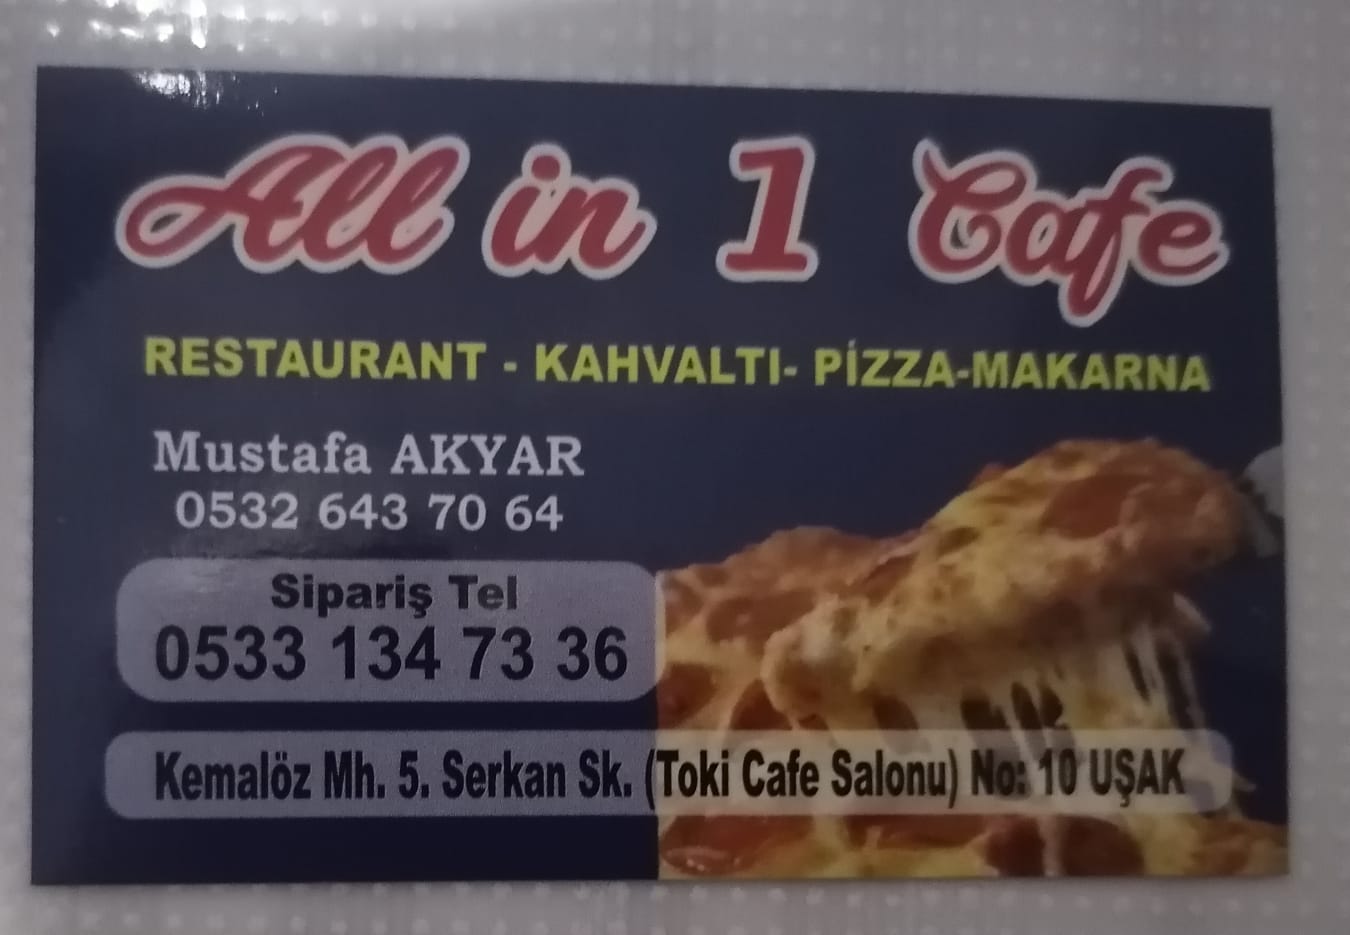 All in 1 Cafe
RESTAURANT - KAHVALTI- PİZZA-MAKARNA
Mustafa AKYAR
0532 643 70 64
Sipariş Tel
0533 134 73 36
Kemalöz Mh. 5. Serkan Sk. (Toki Cafe Salonu) No: 10 UŞAK